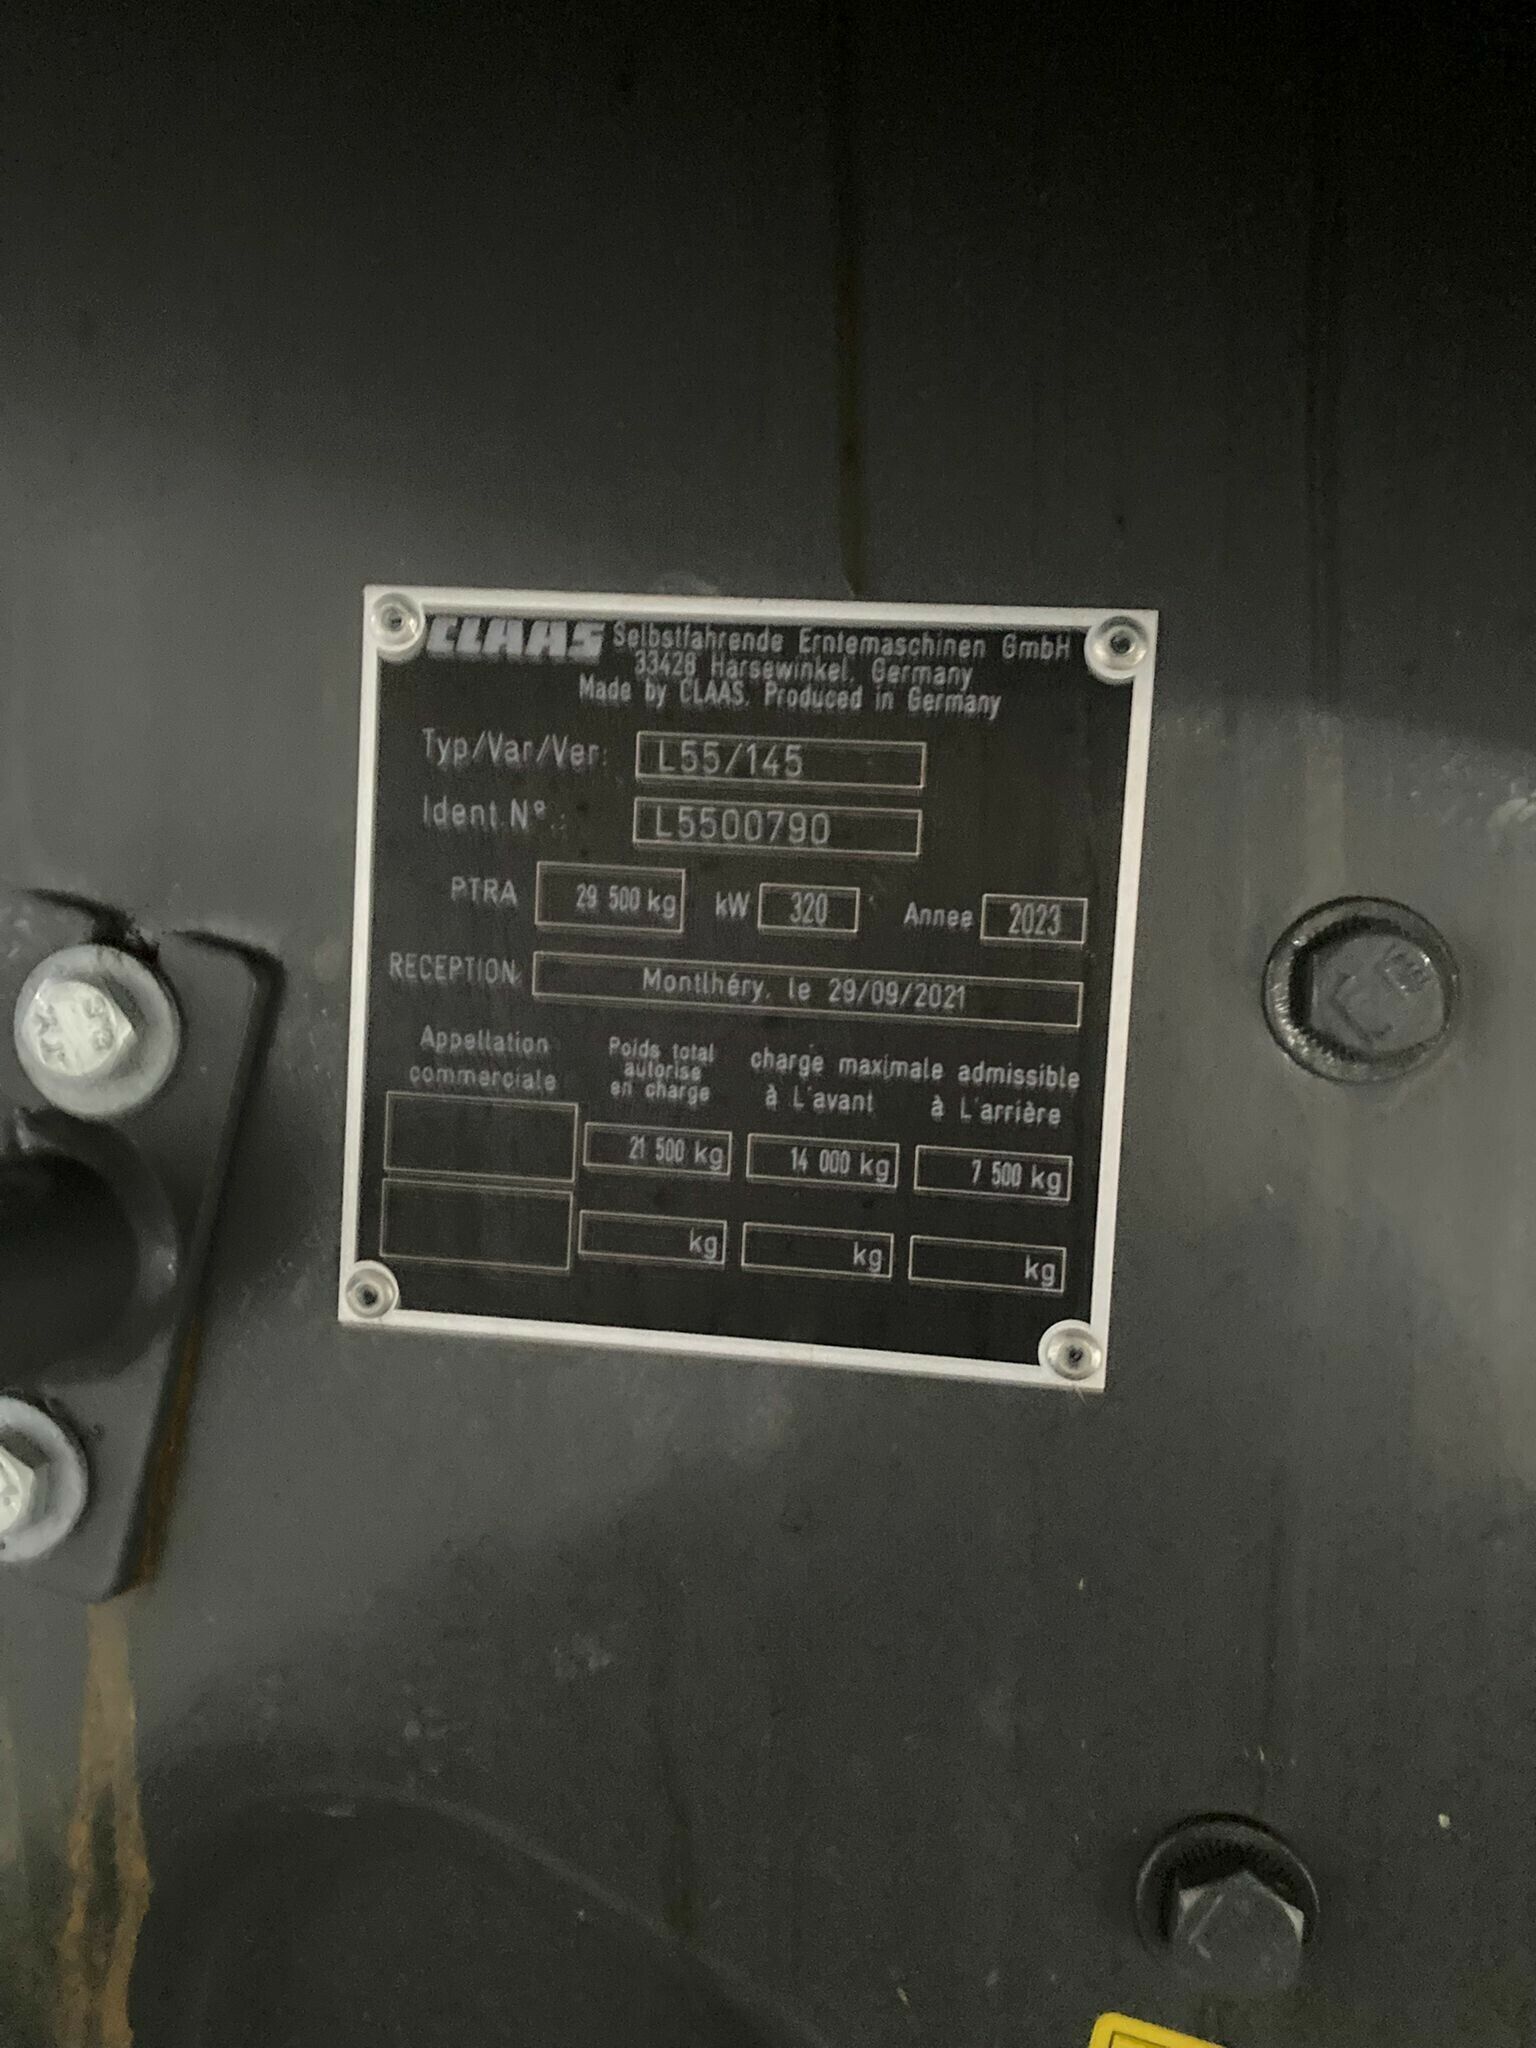 CLAAS Selbstfahrende Erntemaschinen GmbH
33428 Harsewinkel, Germany
Made by CLAAS, Produced in Germany
Typ/Var/Ver: L55/145
Ident.N° .: L5500790
PTRA 29 500 kg kW 320 Annee 2023
RECEPTION: Montlhéry, le 29/09/2021
Appellation commerciale
Poids total autorise en charge
charge maximale admissible
à L'avant à L'arrière
21 500 kg 14 000 kg 7 500 kg
kg kg kg